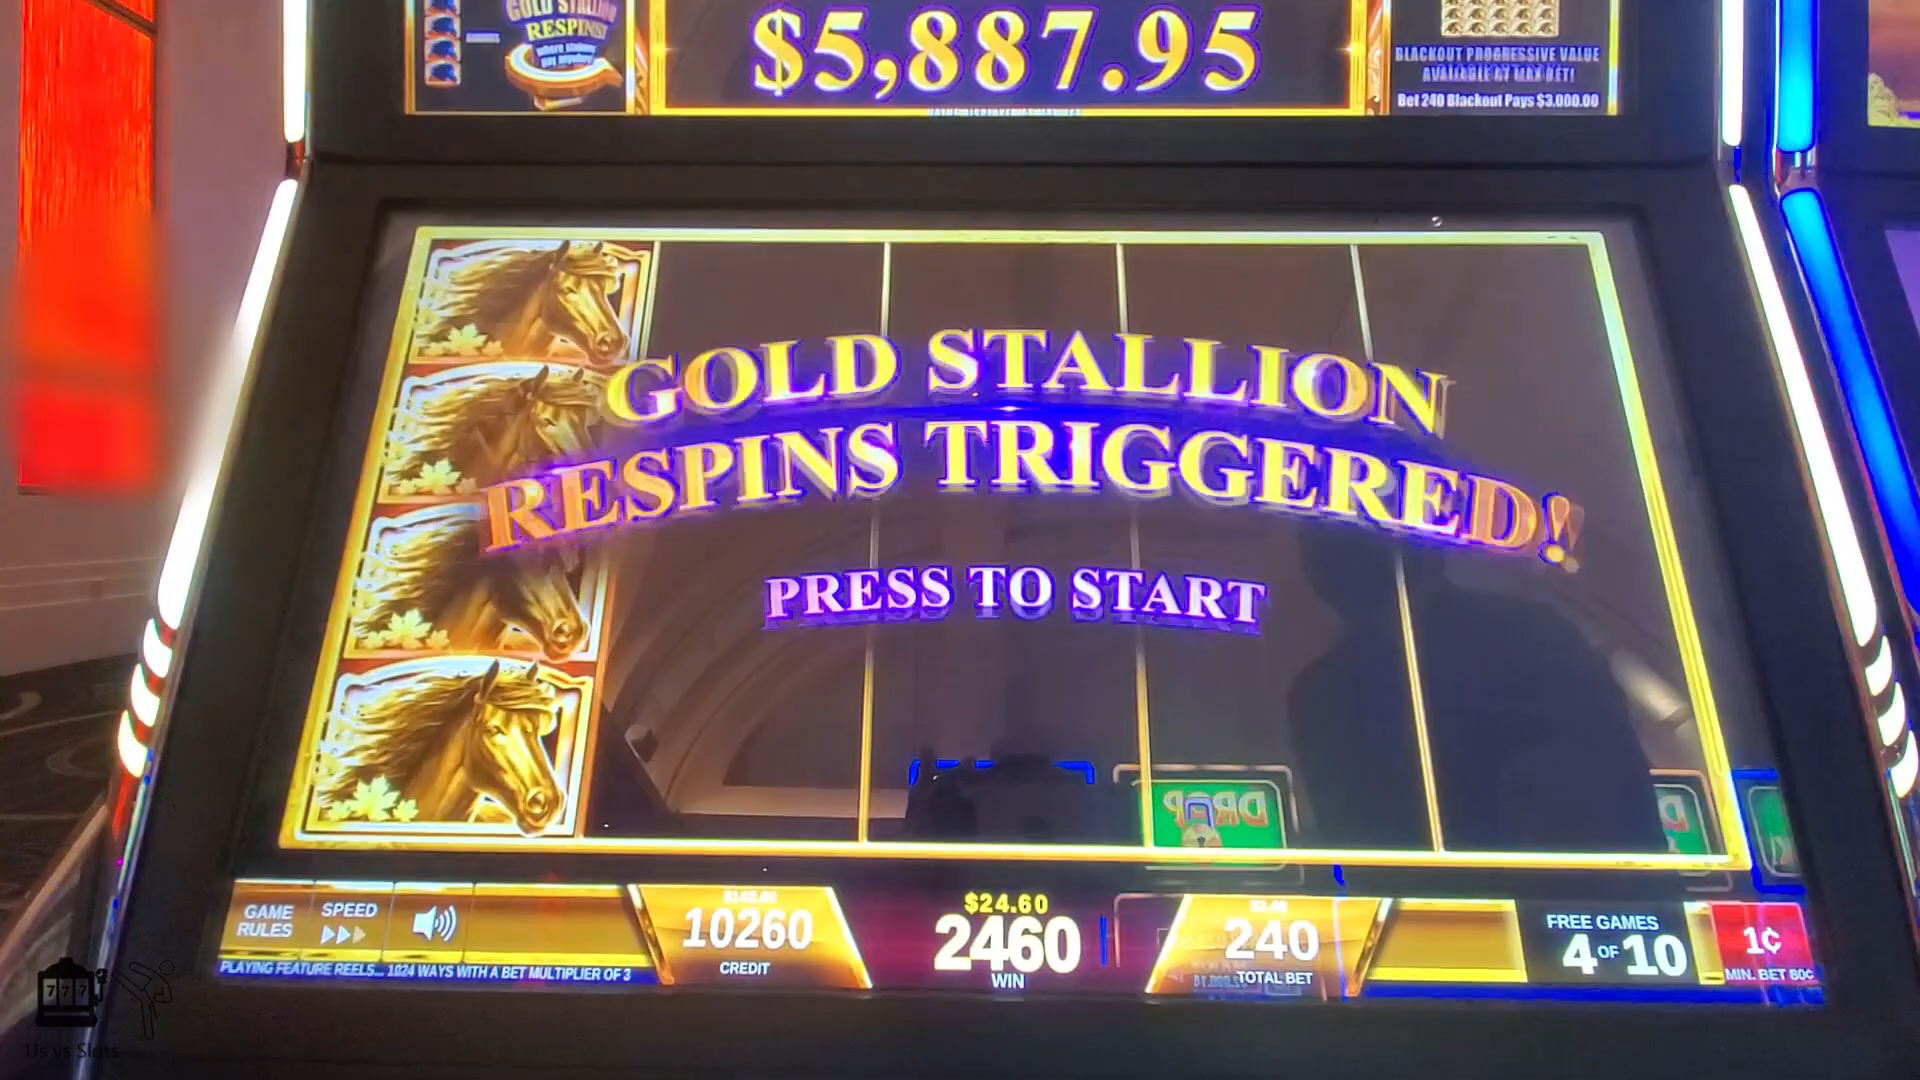 GOLD STALLION
RESPINS!
$5,887.95
BLACKOUT PROGRESSIVE VALUE
AVAILABLE AT MAX BET!
Bet 240 Blackout Pays $3,000.00
GOLD STALLION
RESPINS TRIGGERED!
PRESS TO START
DROP
GAME
RULES
SPEED
10260
CREDIT
$24.60
2460
WIN
240
TOTAL BET
FREE GAMES
4 OF 10
1¢
MIN. BET 80¢
PLAYING FEATURE REELS... 1024 WAYS WITH A BET MULTIPLIER OF 3
777
Us vs Slots